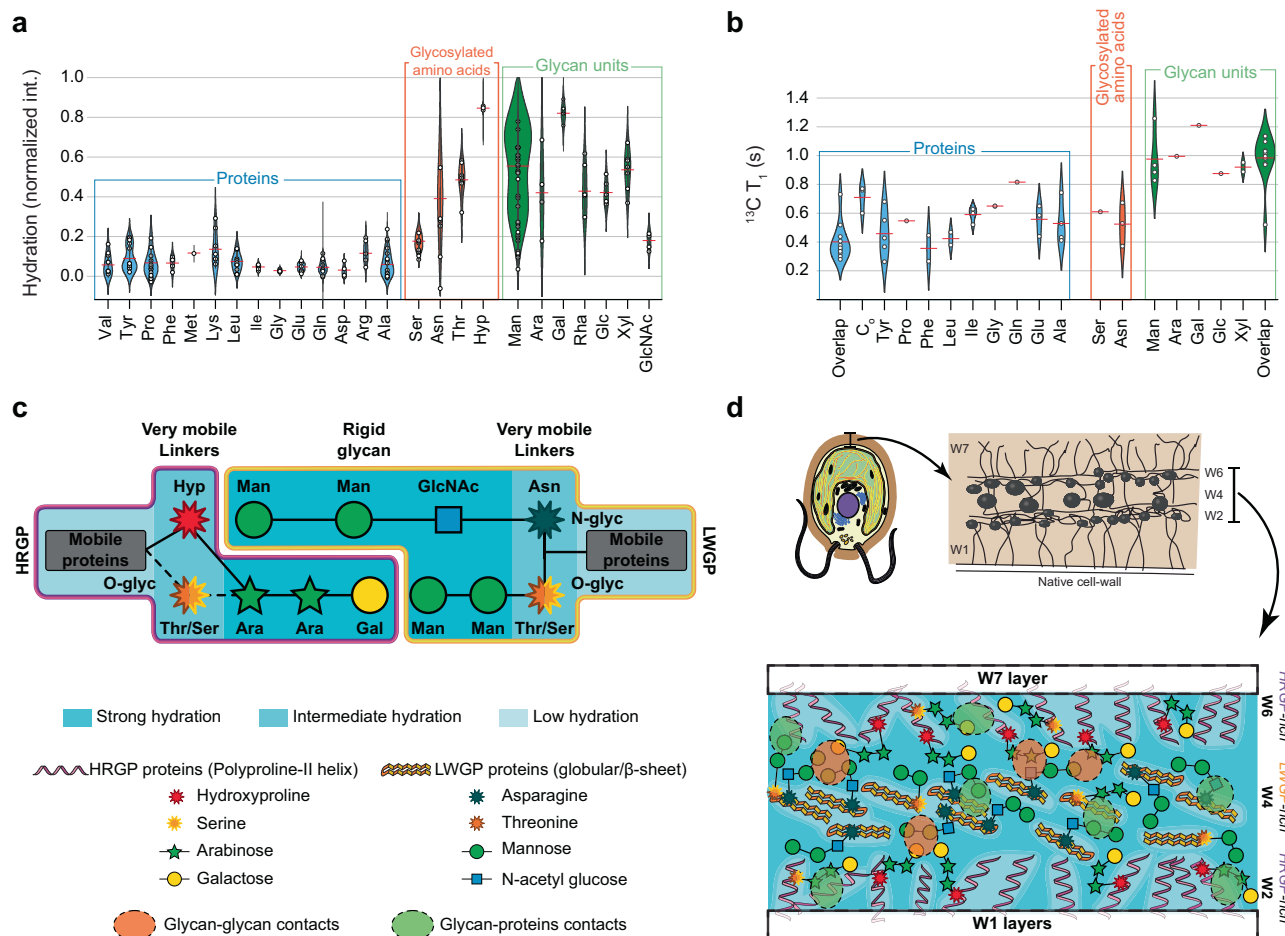 a
Glycosylated
amino acids
Glycan units
Proteins
Hydration (normalized int.)
1.0
0.8
0.6
0.4
0.2
0.0
Val
Tyr
Pro
Phe
Met
Lys
Leu
Ile
Gly
Glu
Gln
Asp
Arg
Ala
Ser
Asn
Thr
Hyp
Man
Ara
Gal
Rha
Glc
Xyl
GlcNAc
b
Glycosylated
amino acids
Glycan units
Proteins
13C T1 (s)
1.4
1.2
1.0
0.8
0.6
0.4
0.2
Overlap
Co
Tyr
Pro
Phe
Leu
Ile
Gly
Gln
Glu
Ala
Ser
Asn
Man
Ara
Gal
Glc
Xyl
Overlap
c
Very mobile
Linkers
Rigid
glycan
Very mobile
Linkers
Hyp
Man
Man
GlcNAc
Asn
N-glyc
HRGP
Mobile
proteins
Mobile
proteins
LWGP
O-glyc
O-glyc
Thr/Ser
Ara
Ara
Gal
Man
Man
Thr/Ser
Strong hydration
Intermediate hydration
Low hydration
HRGP proteins (Polyproline-II helix)
LWGP proteins (globular/β-sheet)
Hydroxyproline
Asparagine
Serine
Threonine
Arabinose
Mannose
Galactose
N-acetyl glucose
Glycan-glycan contacts
Glycan-proteins contacts
d
W7
W6
W4
W2
W1
Native cell-wall
W7 layer
W6
HRGP-rich
W4
LWGP-rich
W2
HRGP-rich
W1 layers